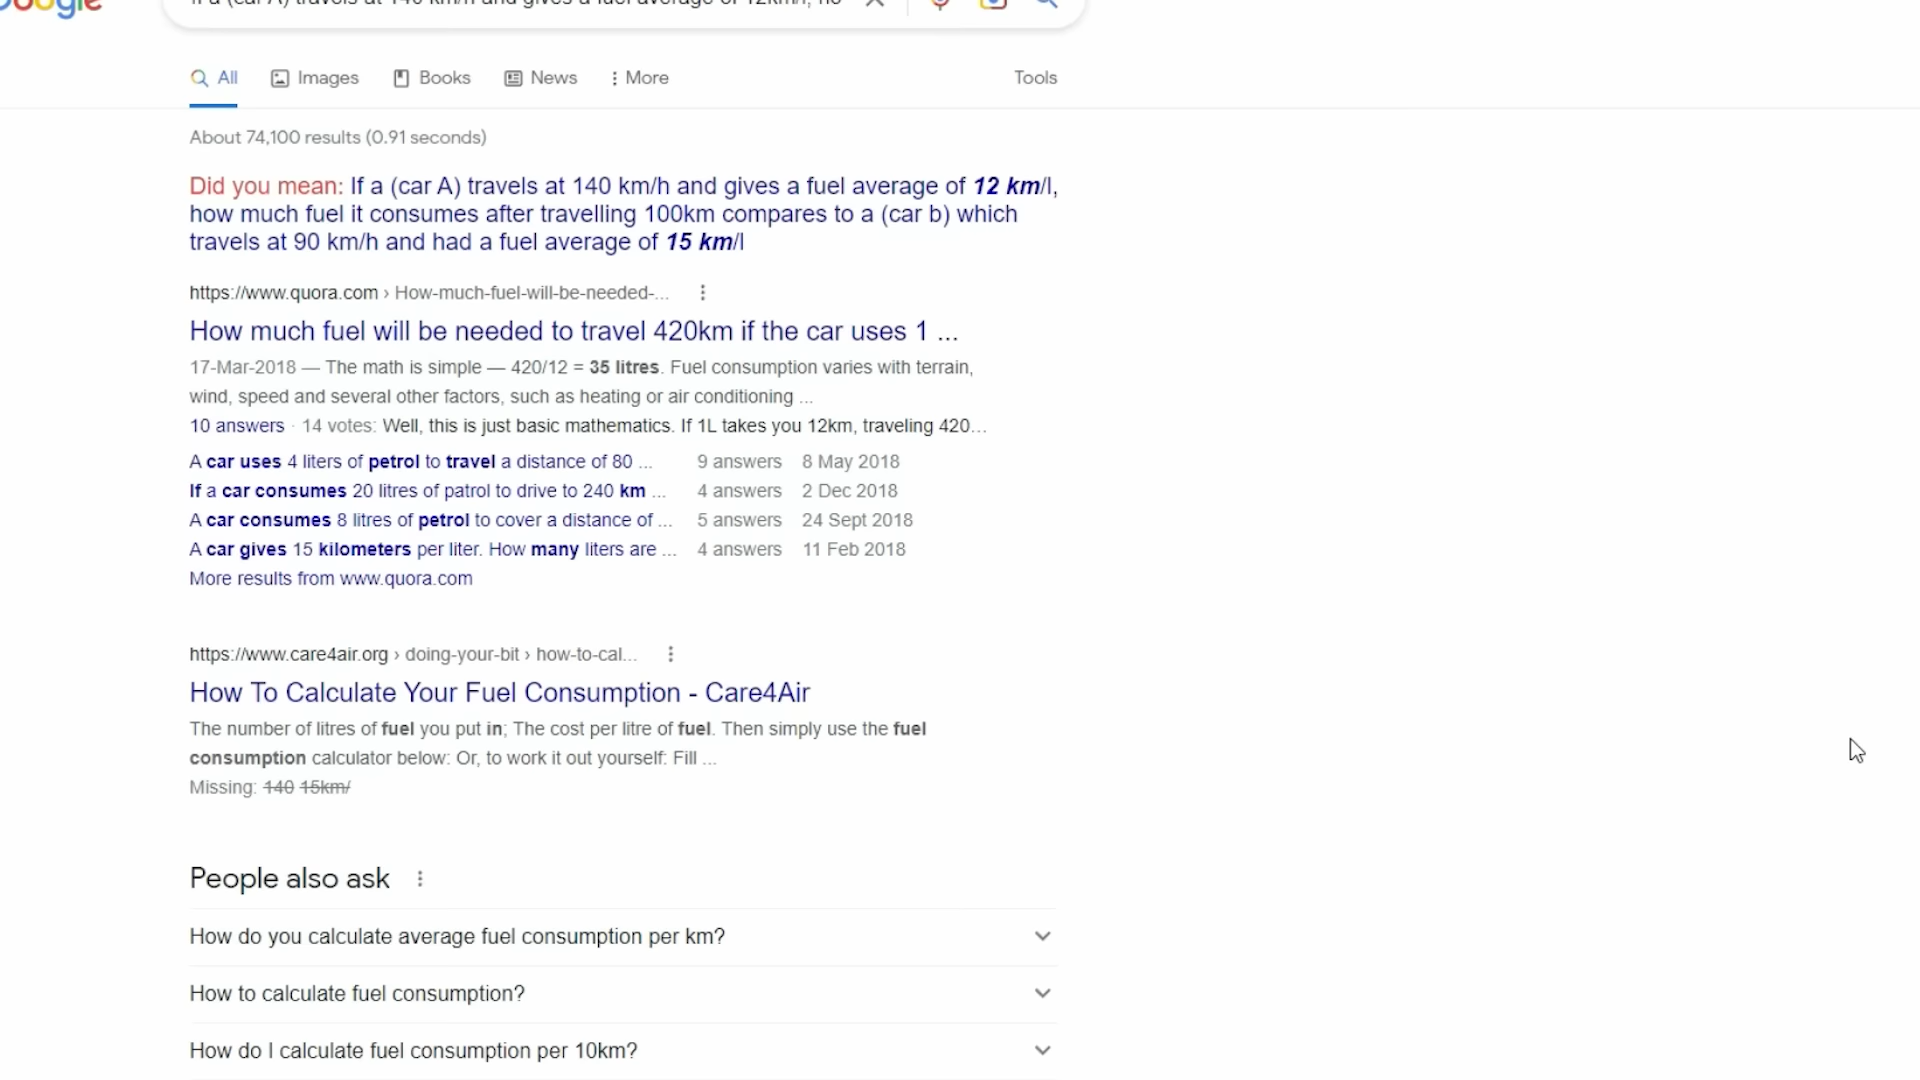 All Images Books News More Tools
About 74,100 results (0.91 seconds)
Did you mean: If a (car A) travels at 140 km/h and gives a fuel average of 12 km/l,
how much fuel it consumes after travelling 100km compares to a (car b) which
travels at 90 km/h and had a fuel average of 15 km/l
https://www.quora.com › How-much-fuel-will-be-needed-...
How much fuel will be needed to travel 420km if the car uses 1 ...
17-Mar-2018 — The math is simple — 420/12 = 35 litres. Fuel consumption varies with terrain,
wind, speed and several other factors, such as heating or air conditioning ...
10 answers · 14 votes: Well, this is just basic mathematics. If 1L takes you 12km, traveling 420...
A car uses 4 liters of petrol to travel a distance of 80 ... 9 answers 8 May 2018
If a car consumes 20 litres of patrol to drive to 240 km ... 4 answers 2 Dec 2018
A car consumes 8 litres of petrol to cover a distance of ... 5 answers 24 Sept 2018
A car gives 15 kilometers per liter. How many liters are ... 4 answers 11 Feb 2018
More results from www.quora.com
https://www.care4air.org › doing-your-bit › how-to-cal...
How To Calculate Your Fuel Consumption - Care4Air
The number of litres of fuel you put in; The cost per litre of fuel. Then simply use the fuel
consumption calculator below: Or, to work it out yourself: Fill ...
Missing: 140 15km/
People also ask
How do you calculate average fuel consumption per km?
How to calculate fuel consumption?
How do I calculate fuel consumption per 10km?